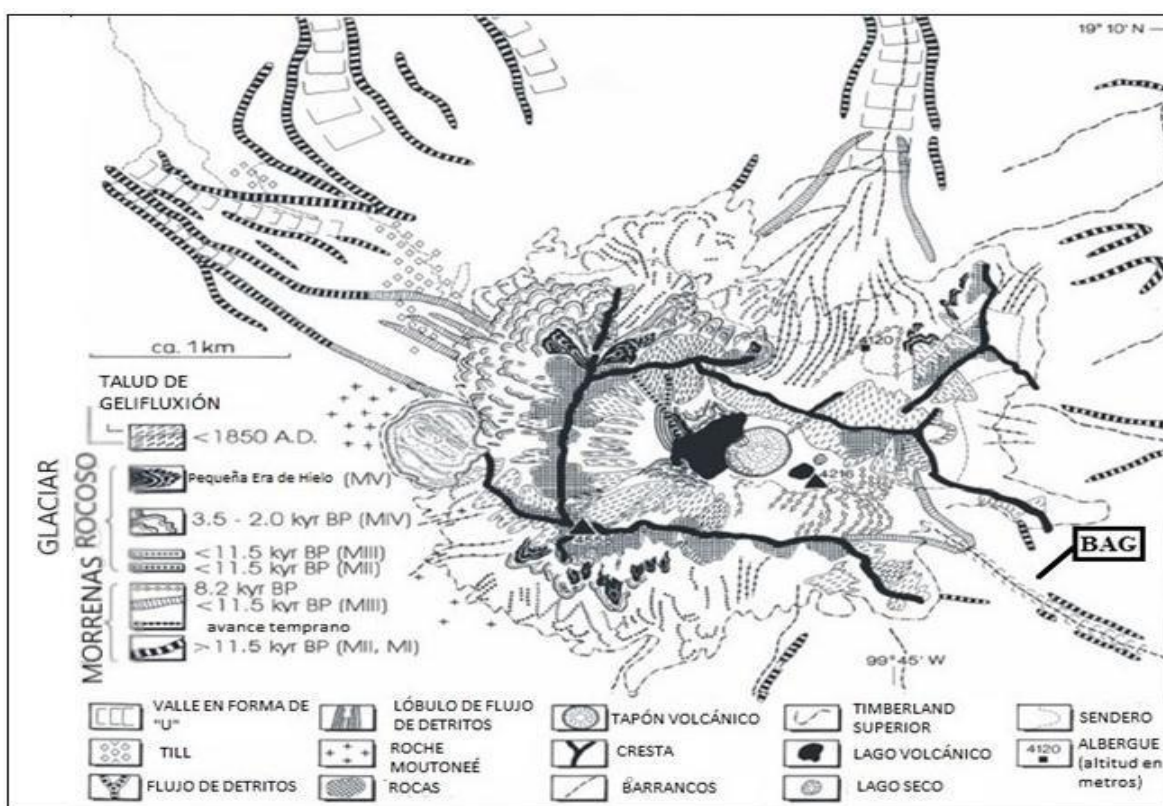 19° 10' N
4120
4216
BAG
99° 45' W
ca. 1km
TALUD DE
GELIFLUXIÓN
<1850 A.D.
Pequeña Era de Hielo (MV)
3.5 - 2.0 kyr BP (MIV)
<11.5 kyr BP (MIII)
<11.5 kyr BP (MII)
8.2 kyr BP
<11.5 kyr BP (MIII)
avance temprano
>11.5 kyr BP (MII, MI)
GLACIAR
ROCOSO
MORRENAS
VALLE EN FORMA DE
"U"
TILL
FLUJO DE DETRITOS
LÓBULO DE FLUJO
DE DETRITOS
ROCHE
MOUTONEÉ
ROCAS
TAPÓN VOLCÁNICO
CRESTA
BARRANCOS
TIMBERLAND
SUPERIOR
LAGO VOLCÁNICO
LAGO SECO
SENDERO
4120
ALBERGUE
(altitud en
metros)